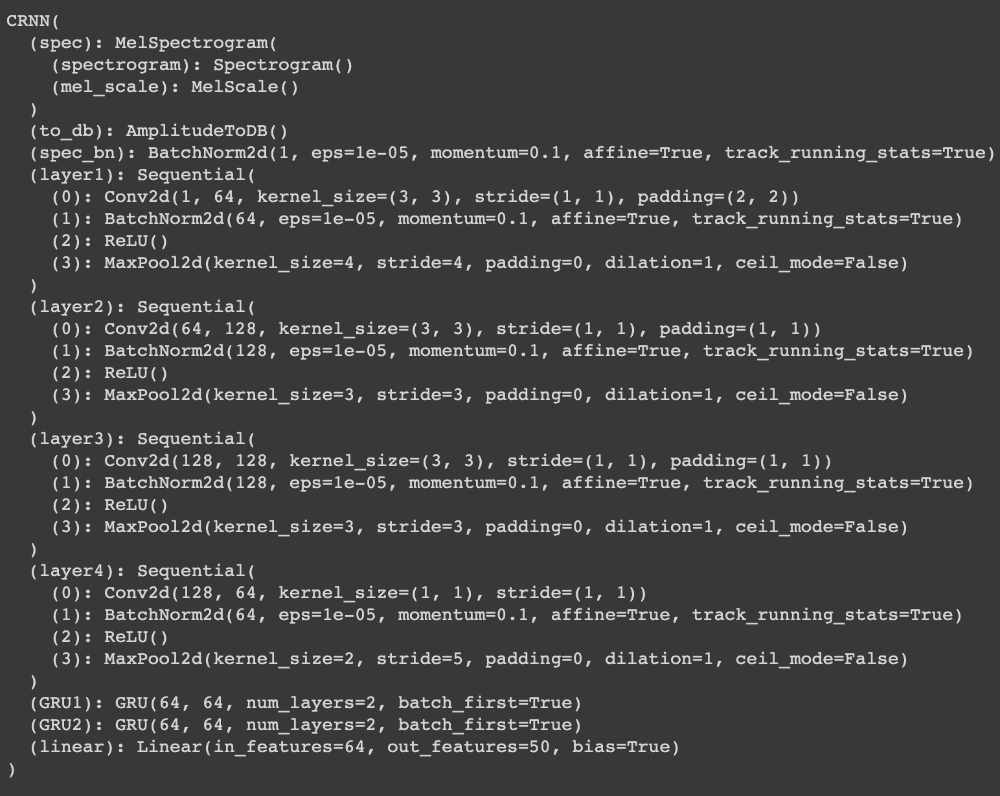 CRNN(
  (spec): MelSpectrogram(
    (spectrogram): Spectrogram()
    (mel_scale): MelScale()
  )
  (to_db): AmplitudeToDB()
  (spec_bn): BatchNorm2d(1, eps=1e-05, momentum=0.1, affine=True, track_running_stats=True)
  (layer1): Sequential(
    (0): Conv2d(1, 64, kernel_size=(3, 3), stride=(1, 1), padding=(2, 2))
    (1): BatchNorm2d(64, eps=1e-05, momentum=0.1, affine=True, track_running_stats=True)
    (2): ReLU()
    (3): MaxPool2d(kernel_size=4, stride=4, padding=0, dilation=1, ceil_mode=False)
  )
  (layer2): Sequential(
    (0): Conv2d(64, 128, kernel_size=(3, 3), stride=(1, 1), padding=(1, 1))
    (1): BatchNorm2d(128, eps=1e-05, momentum=0.1, affine=True, track_running_stats=True)
    (2): ReLU()
    (3): MaxPool2d(kernel_size=3, stride=3, padding=0, dilation=1, ceil_mode=False)
  )
  (layer3): Sequential(
    (0): Conv2d(128, 128, kernel_size=(3, 3), stride=(1, 1), padding=(1, 1))
    (1): BatchNorm2d(128, eps=1e-05, momentum=0.1, affine=True, track_running_stats=True)
    (2): ReLU()
    (3): MaxPool2d(kernel_size=3, stride=3, padding=0, dilation=1, ceil_mode=False)
  )
  (layer4): Sequential(
    (0): Conv2d(128, 64, kernel_size=(1, 1), stride=(1, 1))
    (1): BatchNorm2d(64, eps=1e-05, momentum=0.1, affine=True, track_running_stats=True)
    (2): ReLU()
    (3): MaxPool2d(kernel_size=2, stride=5, padding=0, dilation=1, ceil_mode=False)
  )
  (GRU1): GRU(64, 64, num_layers=2, batch_first=True)
  (GRU2): GRU(64, 64, num_layers=2, batch_first=True)
  (linear): Linear(in_features=64, out_features=50, bias=True)
)